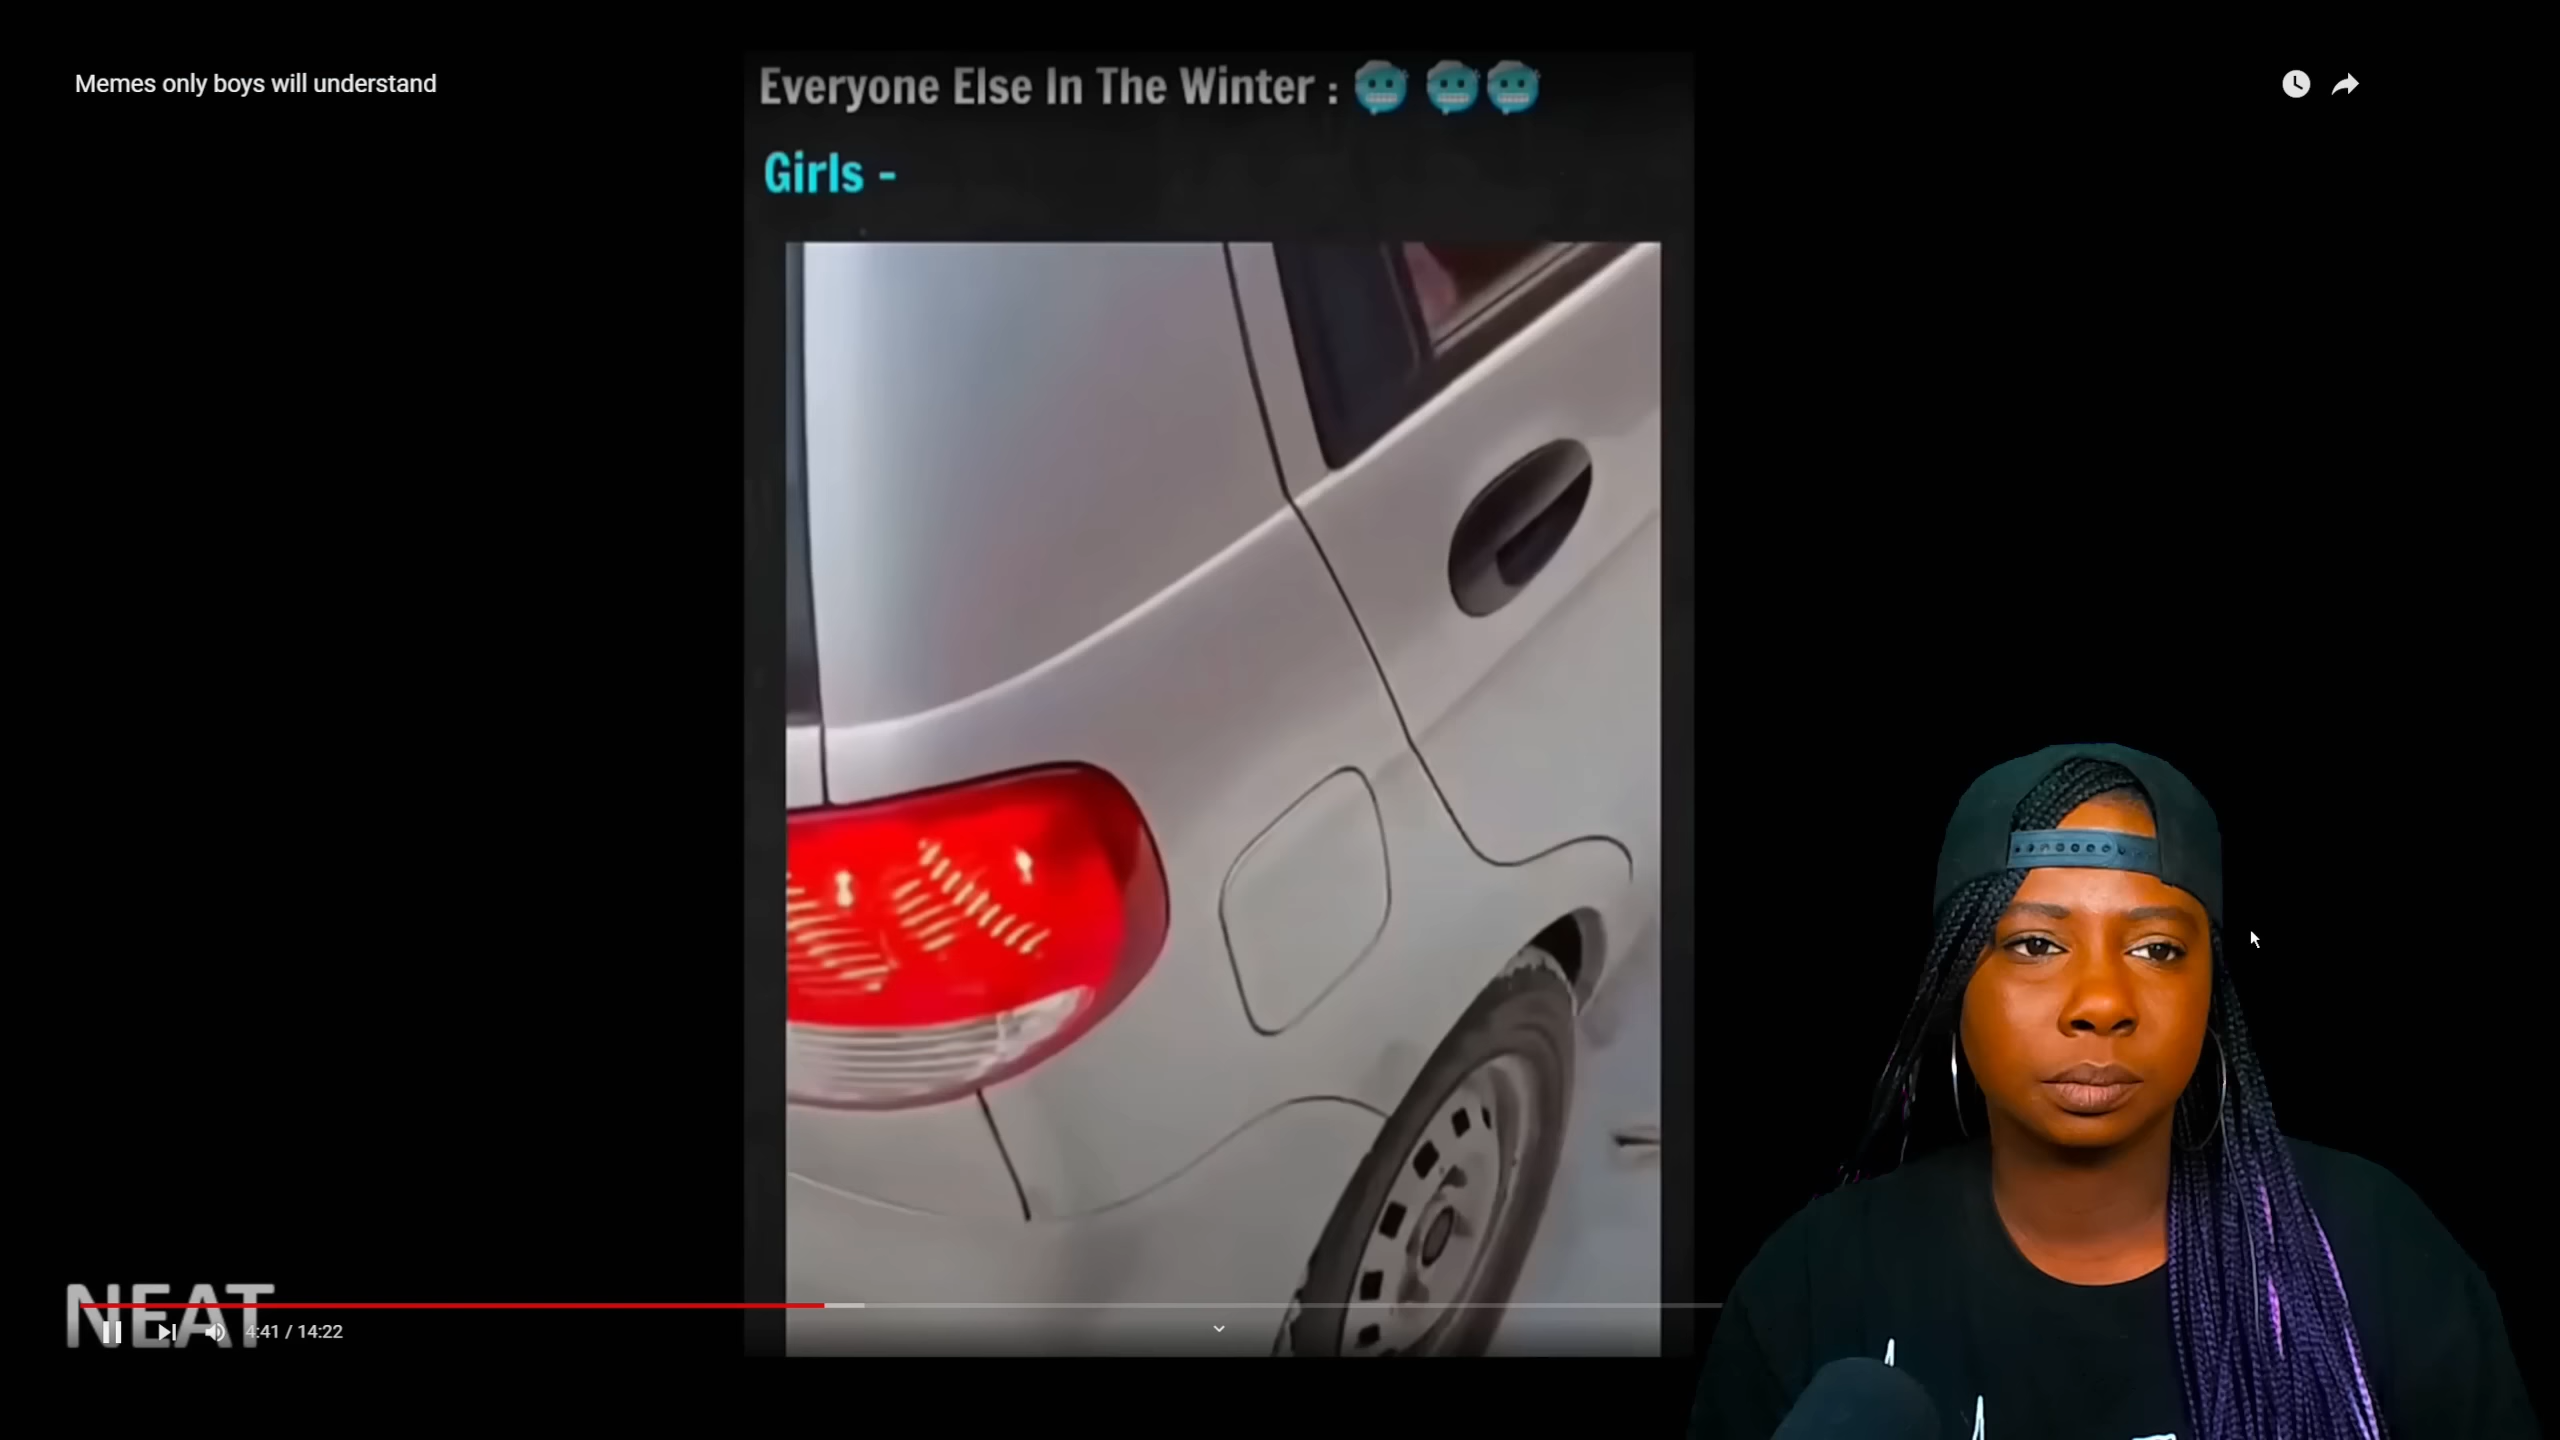 Memes only boys will understand
Everyone Else In The Winter : 🥶 🥶🥶
Girls -
NEAT
4:41 / 14:22